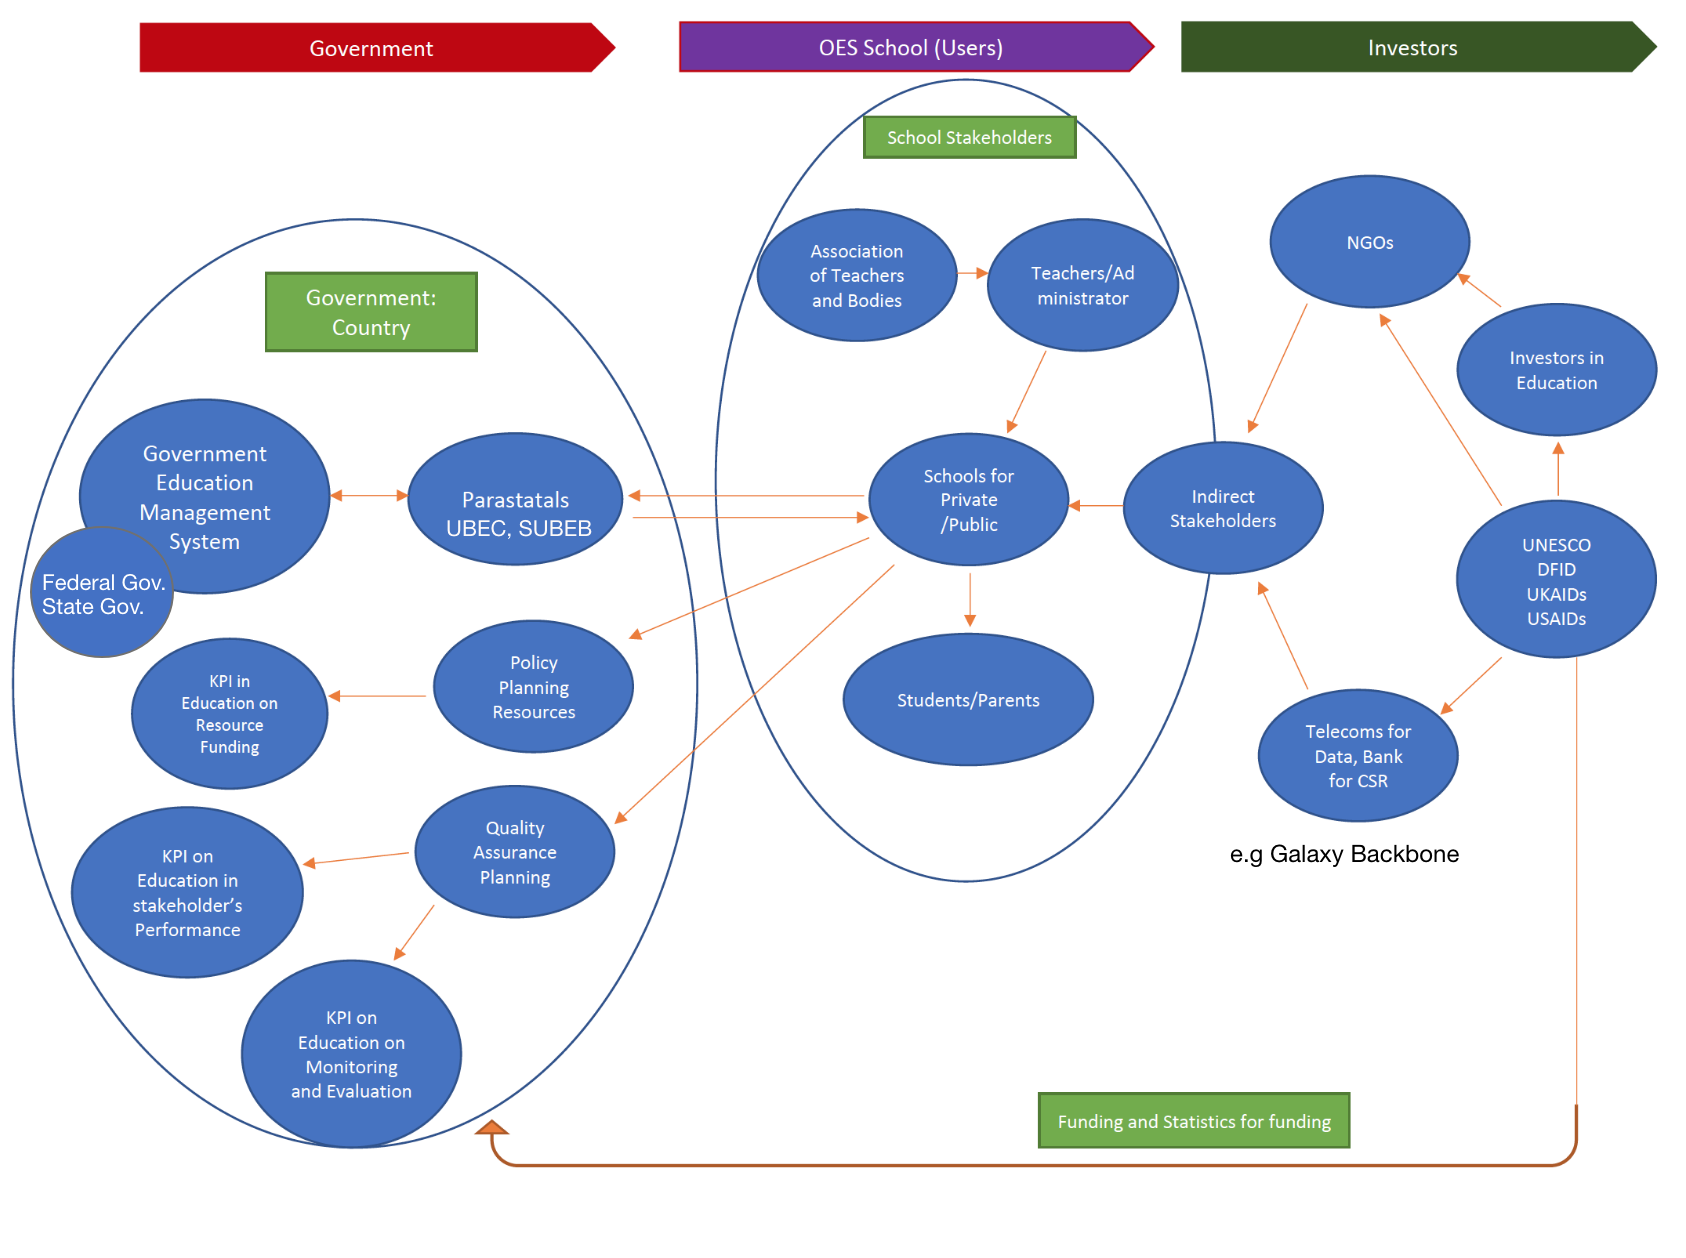 Government
OES School (Users)
Investors
School Stakeholders
Association
of Teachers
and Bodies
Teachers/Ad
ministrator
NGOs
Government:
Country
Investors in
Education
Government
Education
Management
System
Parastatals
UBEC, SUBEB
Schools for
Private
/Public
Indirect
Stakeholders
UNESCO
DFID
UKAIDs
USAIDs
Federal Gov.
State Gov.
KPI in
Education on
Resource
Funding
Policy
Planning
Resources
Students/Parents
Telecoms for
Data, Bank
for CSR
e.g Galaxy Backbone
Quality
Assurance
Planning
KPI on
Education in
stakeholder’s
Performance
KPI on
Education on
Monitoring
and Evaluation
Funding and Statistics for funding